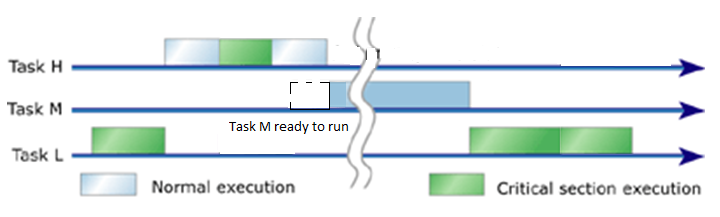 Task H
Task M
Task M ready to run
Task L
Normal execution
Critical section execution